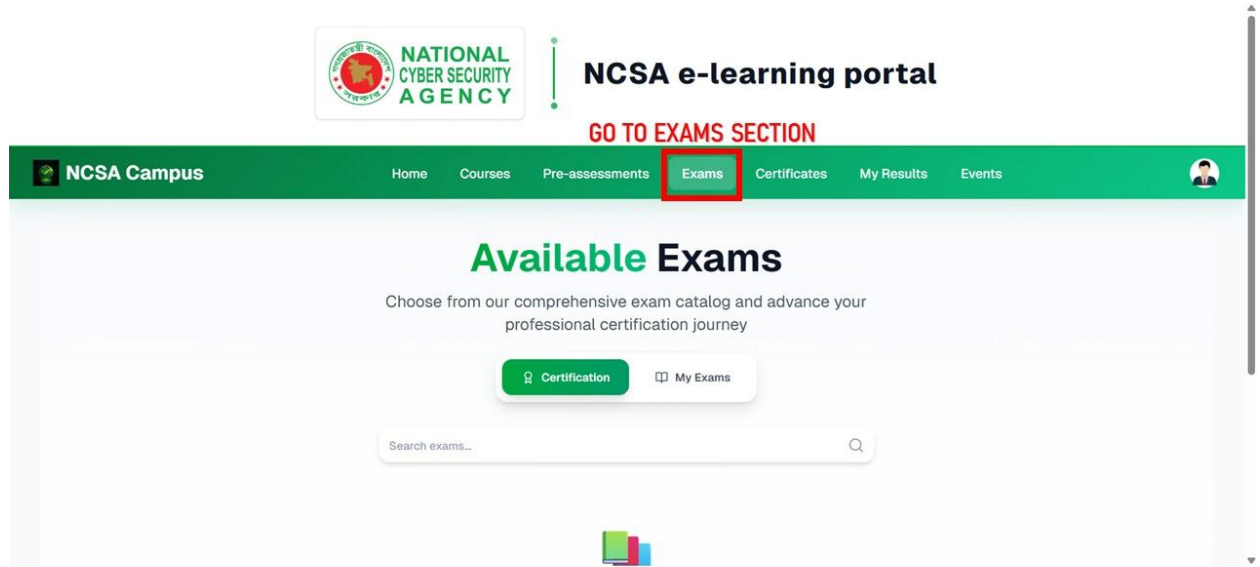 NATIONAL
CYBER SECURITY
AGENCY
NCSA e-learning portal
GO TO EXAMS SECTION
NCSA Campus
Home Courses Pre-assessments Exams Certificates My Results Events
Available Exams
Choose from our comprehensive exam catalog and advance your
professional certification journey
Certification My Exams
Search exams...